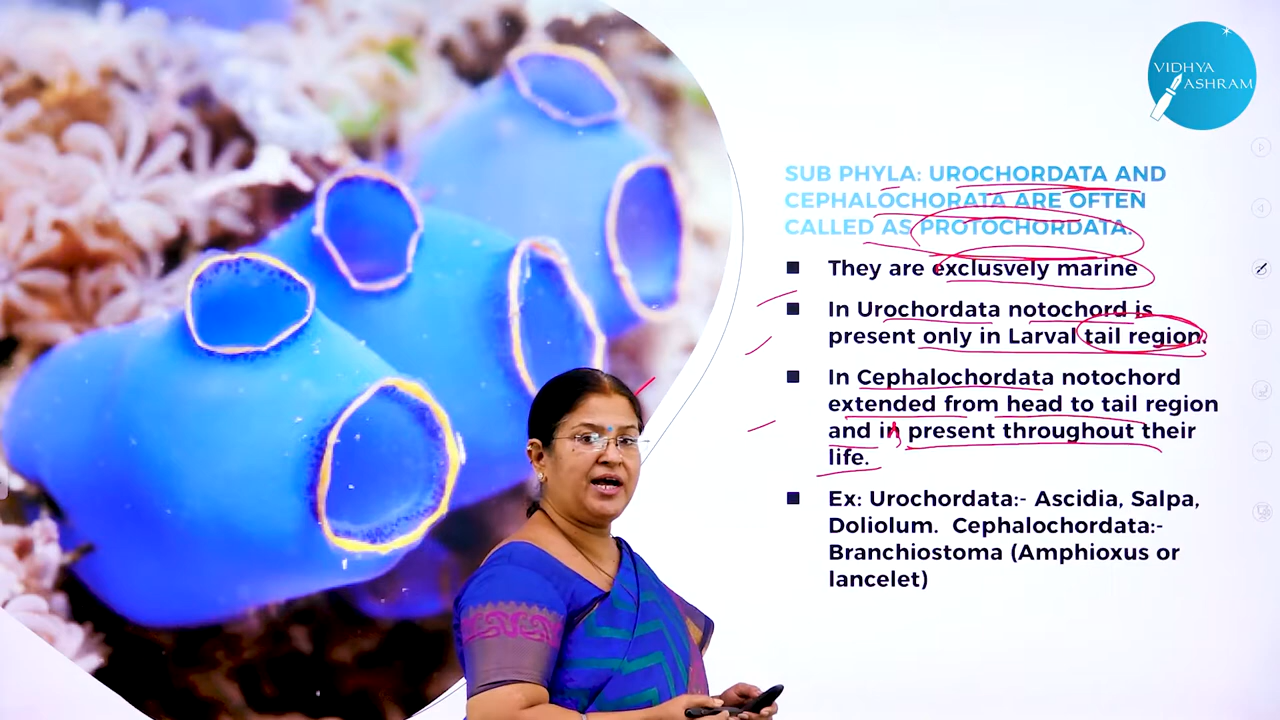 VIDHYA
ASHRAM
SUB PHYLA: UROCHORDATA AND
CEPHALOCHORATA ARE OFTEN
CALLED AS PROTOCHORDATA.
They are exclusvely marine
In Urochordata notochord is
present only in Larval tail region.
In Cephalochordata notochord
extended from head to tail region
and in present throughout their
life.
Ex: Urochordata:- Ascidia, Salpa,
Doliolum. Cephalochordata:-
Branchiostoma (Amphioxus or
lancelet)